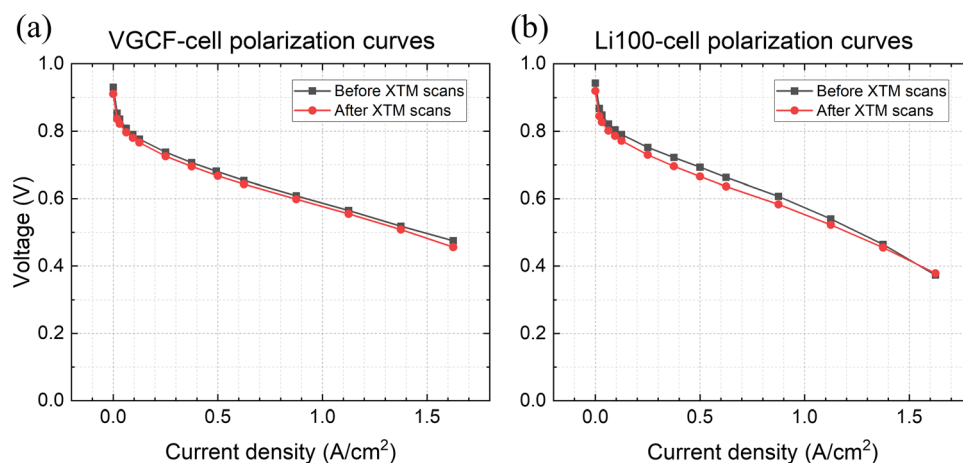 (a)
VGCF-cell polarization curves
Before XTM scans
After XTM scans
1.0
0.8
0.6
0.4
0.2
0.0
Voltage (V)
0.0
0.5
1.0
1.5
Current density (A/cm²)
(b)
Li100-cell polarization curves
Before XTM scans
After XTM scans
1.0
0.8
0.6
0.4
0.2
0.0
0.0
0.5
1.0
1.5
Current density (A/cm²)